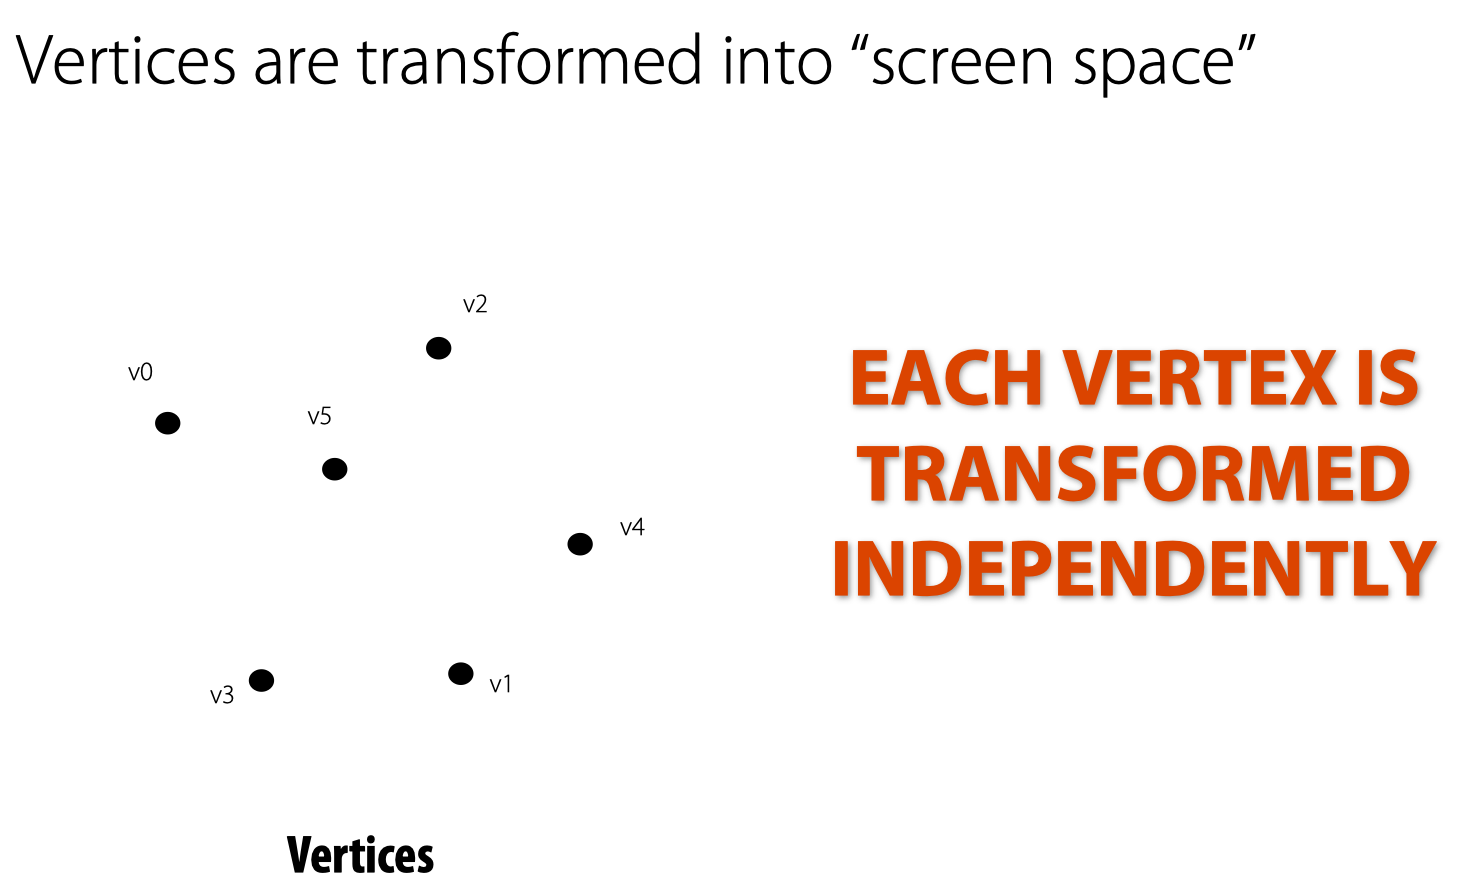 Vertices are transformed into “screen space”
v2
v0
v5
EACH VERTEX IS
TRANSFORMED
INDEPENDENTLY
v4
v3
v1
Vertices